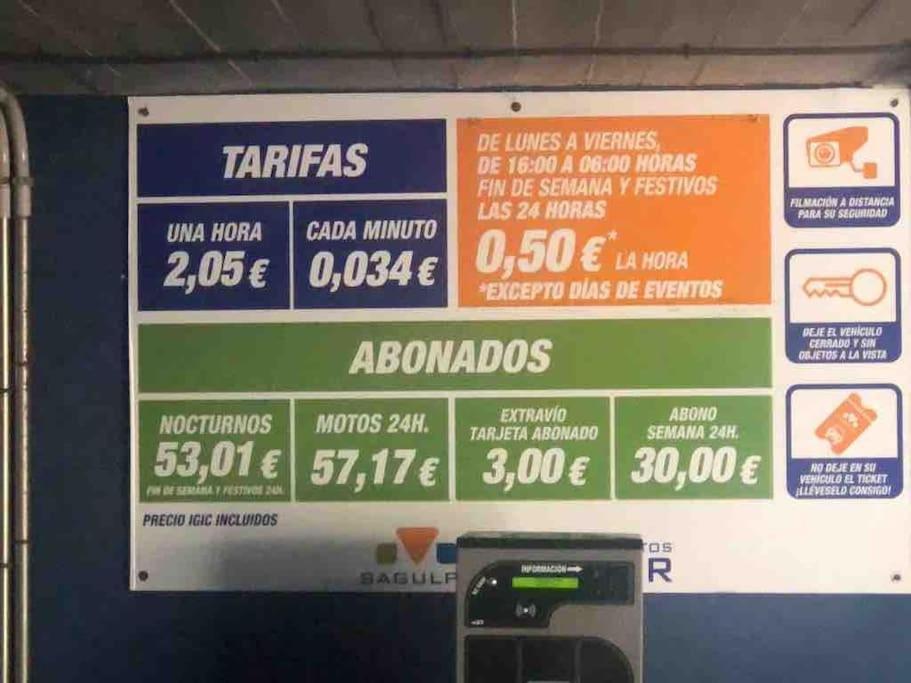 TARIFAS
UNA HORA
2,05 €
CADA MINUTO
0,034 €
DE LUNES A VIERNES,
DE 16:00 A 06:00 HORAS
FIN DE SEMANA Y FESTIVOS
LAS 24 HORAS
0,50 €* LA HORA
*EXCEPTO DÍAS DE EVENTOS
FILMACIÓN A DISTANCIA
PARA SU SEGURIDAD
DEJE EL VEHÍCULO
CERRADO Y SIN
OBJETOS A LA VISTA
NO DEJE EN SU
VEHÍCULO EL TICKET
¡LLÉVESELO CONSIGO!
ABONADOS
NOCTURNOS
53,01 €
FIN DE SEMANA Y FESTIVOS 24H.
MOTOS 24H.
57,17 €
EXTRAVÍO
TARJETA ABONADO
3,00 €
ABONO
SEMANA 24H.
30,00 €
PRECIO IGIC INCLUIDOS
SAGULP
TOS
R
INFORMACIÓN